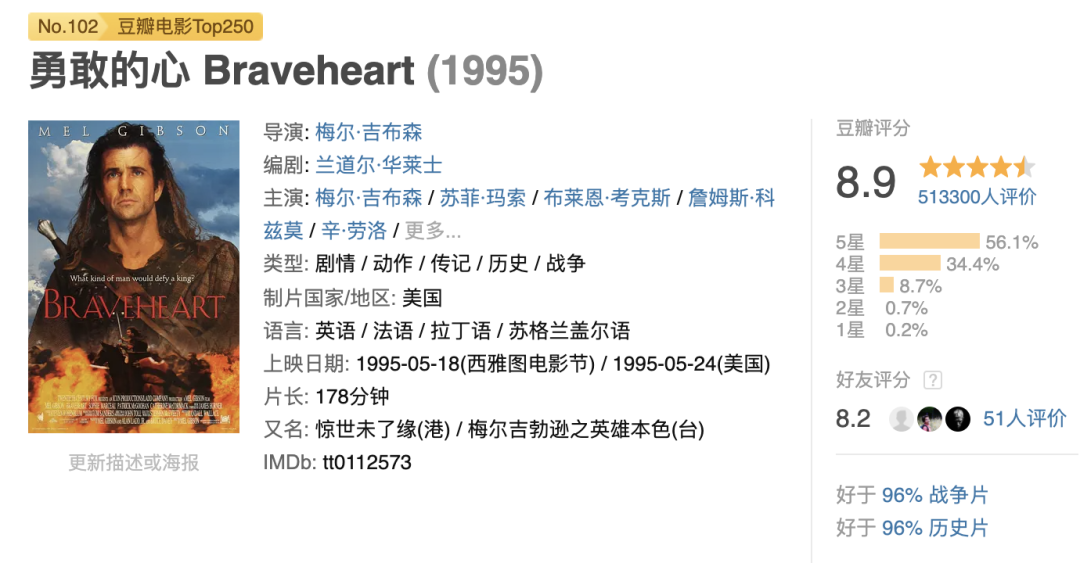 No.102 豆瓣电影Top250
勇敢的心 Braveheart (1995)
MEL GIBSON
What kind of man would defy a king?
BRAVEHEART
更新描述或海报
导演: 梅尔·吉布森
编剧: 兰道尔·华莱士
主演: 梅尔·吉布森 / 苏菲·玛索 / 布莱恩·考克斯 / 詹姆斯·科
兹莫 / 辛·劳洛 / 更多...
类型: 剧情 / 动作 / 传记 / 历史 / 战争
制片国家/地区: 美国
语言: 英语 / 法语 / 拉丁语 / 苏格兰盖尔语
上映日期: 1995-05-18(西雅图电影节) / 1995-05-24(美国)
片长: 178分钟
又名: 惊世未了缘(港) / 梅尔吉勃逊之英雄本色(台)
IMDb: tt0112573
豆瓣评分
8.9
513300人评价
5星 56.1%
4星 34.4%
3星 8.7%
2星 0.7%
1星 0.2%
好友评分 ?
8.2 51人评价
好于 96% 战争片
好于 96% 历史片